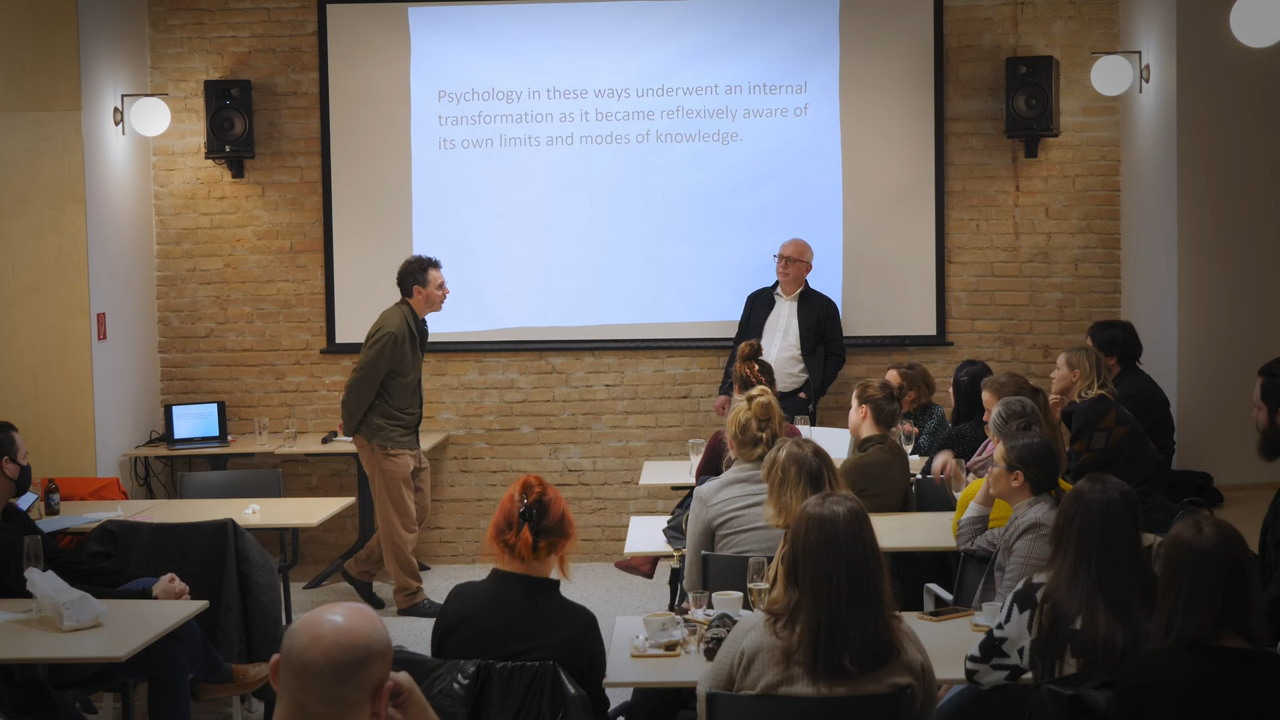 Psychology in these ways underwent an internal
transformation as it became reflexively aware of
its own limits and modes of knowledge.